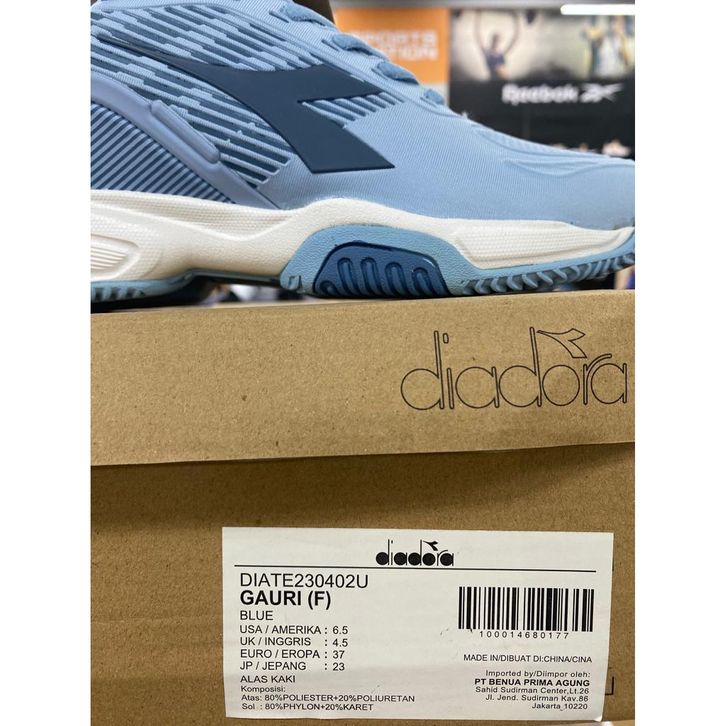 SPORTS
STATION
Reebok
diadora
diadora
DIATE230402U
GAURI (F)
BLUE
USA / AMERIKA : 6.5
UK / INGGRIS : 4.5
EURO / EROPA : 37
JP / JEPANG : 23
ALAS KAKI
Komposisi:
Atas: 80%POLIESTER+20%POLIURETAN
Sol : 80%PHYLON+20%KARET
100014680177
MADE IN/DIBUAT DI:CHINA/CINA
Imported by/Diimpor oleh:
PT BENUA PRIMA AGUNG
Sahid Sudirman Center,Lt.26
Jl. Jend. Sudirman Kav.86
Jakarta 10220